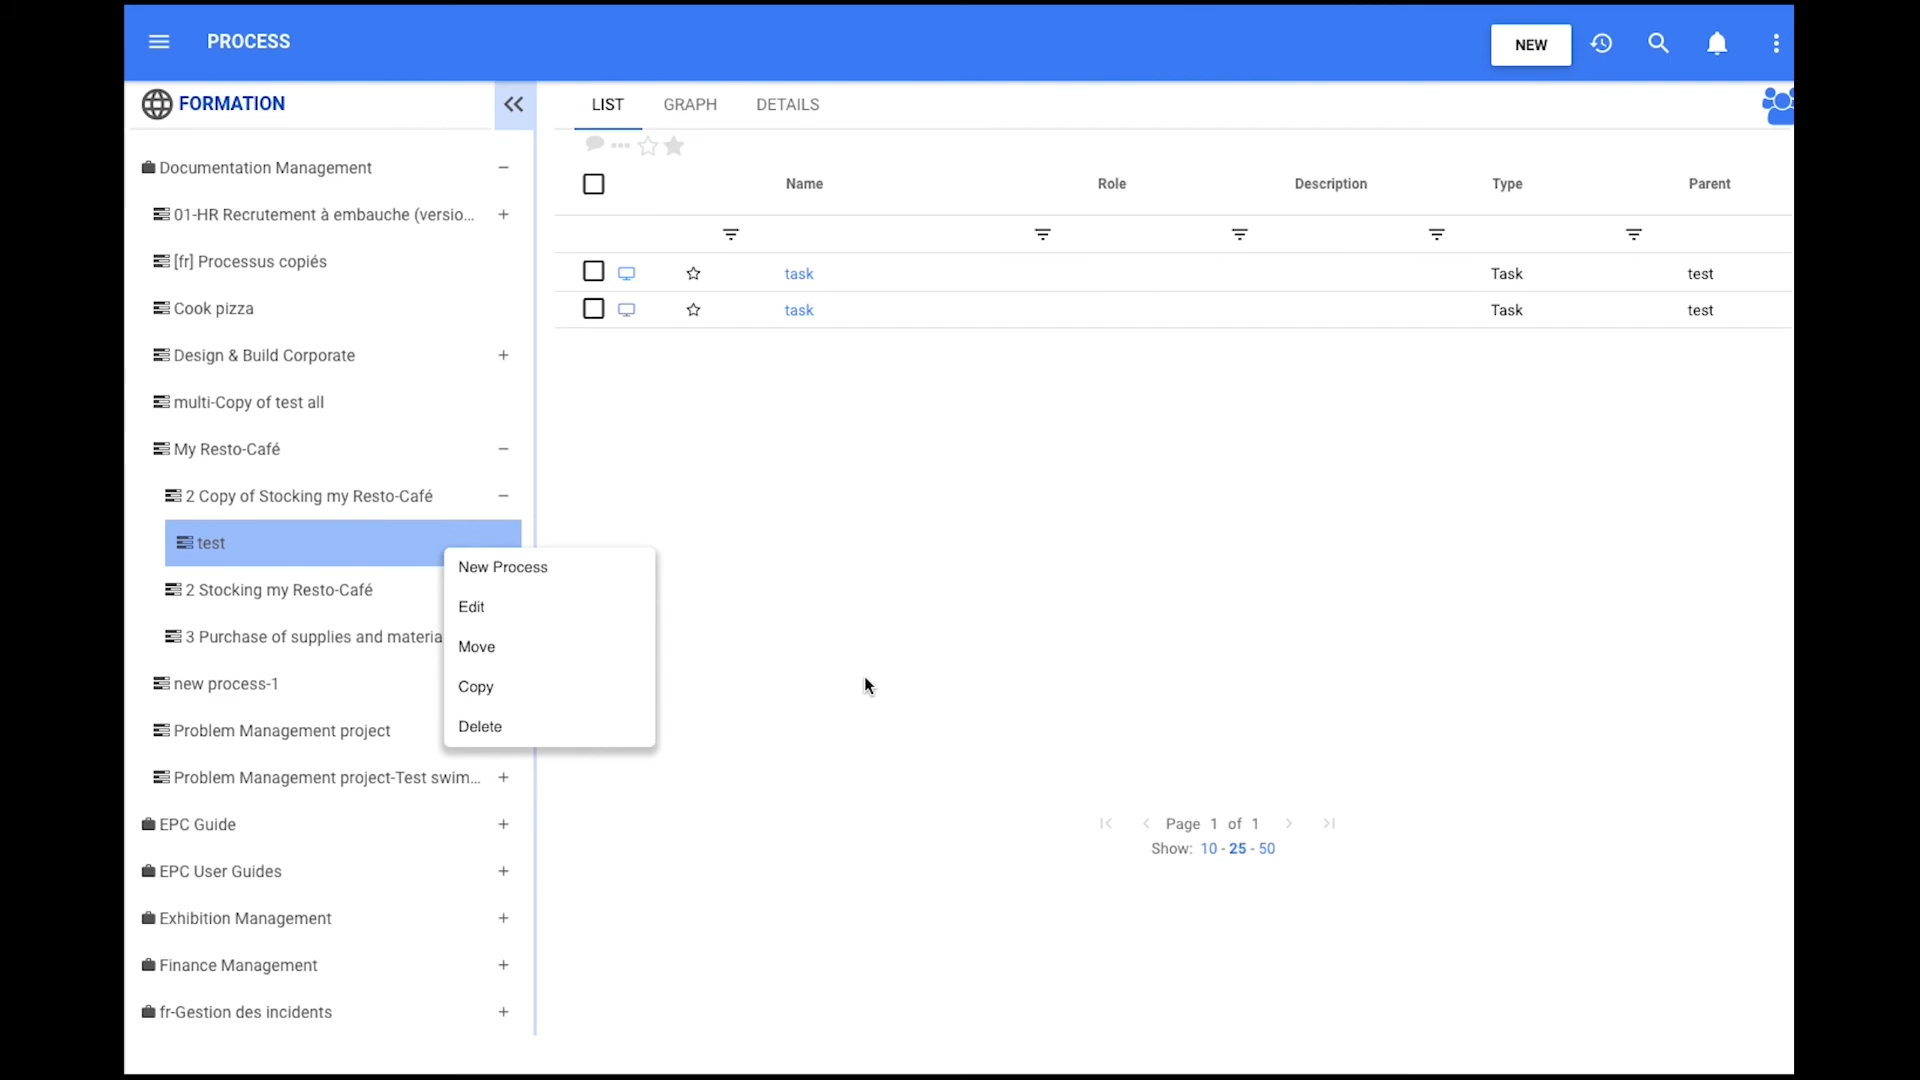 PROCESS
NEW
FORMATION
LIST GRAPH DETAILS
Name Role Description Type Parent
task Task test
task Task test
Documentation Management
01-HR Recrutement à embauche (versio...
[fr] Processus copiés
Cook pizza
Design & Build Corporate
multi-Copy of test all
My Resto-Café
2 Copy of Stocking my Resto-Café
test
2 Stocking my Resto-Café
3 Purchase of supplies and materia
new process-1
Problem Management project
Problem Management project-Test swim...
EPC Guide
EPC User Guides
Exhibition Management
Finance Management
fr-Gestion des incidents
New Process
Edit
Move
Copy
Delete
Page 1 of 1
Show: 10 - 25 - 50